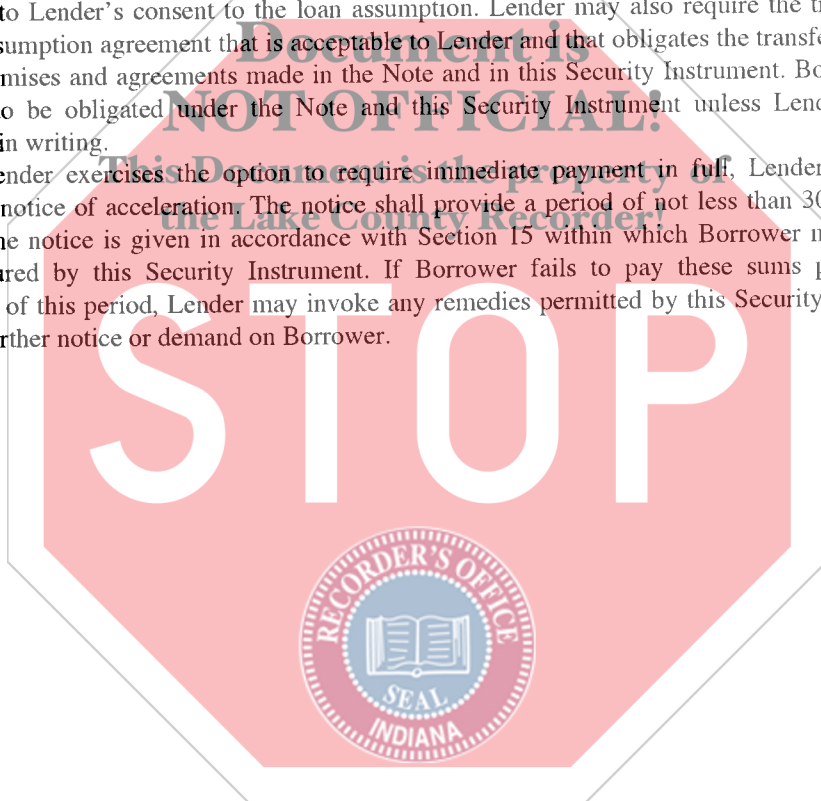 to Lender's consent to the loan assumption. Lender may also require the
Document is
sumption agreement that is acceptable to Lender and that obligates the
mises and agreements made in the Note and in this Security Instrument.
NOT OFFICIAL!
o be obligated under the Note and this Security Instrument unless
in writing.
This Document is the property of
ender exercises the option to require immediate payment in full, Lender
notice of acceleration. The notice shall provide a period of not less than 30
the Lake County Recorder!
he notice is given in accordance with Section 15 within which Borrower
ured by this Security Instrument. If Borrower fails to pay these sums
of this period, Lender may invoke any remedies permitted by this Security
rther notice or demand on Borrower.
STOP
RECORDER'S OFFICE
SEAL
INDIANA